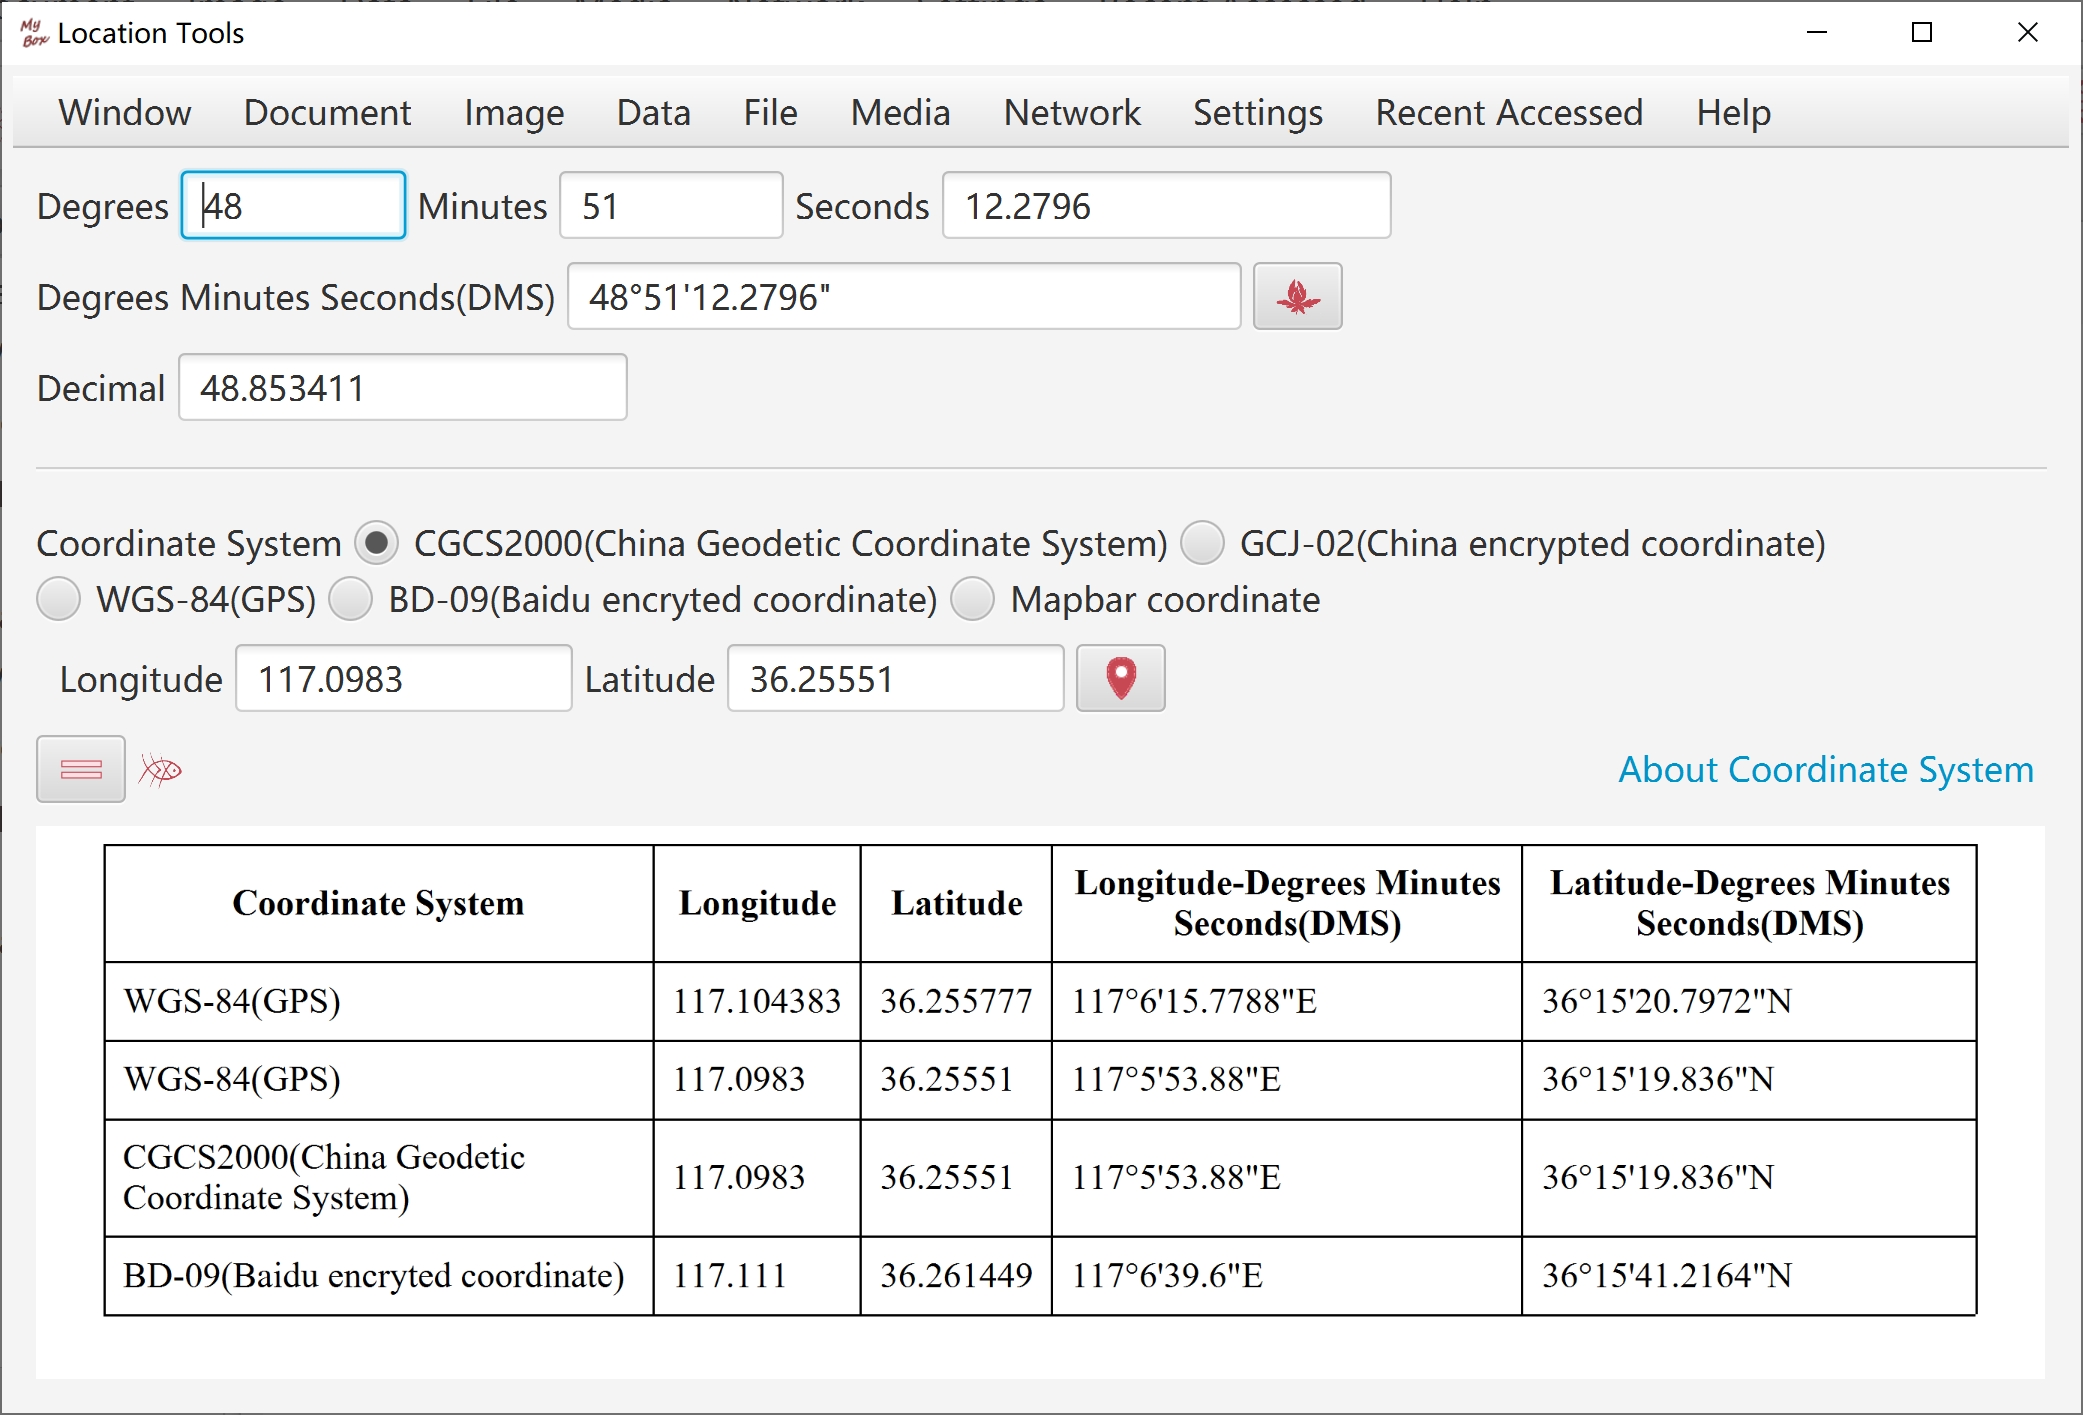 My Box Location Tools
Window Document Image Data File Media Network Settings Recent Accessed Help
Degrees 48 Minutes 51 Seconds 12.2796
Degrees Minutes Seconds(DMS) 48°51'12.2796"
Decimal 48.853411
Coordinate System CGCS2000(China Geodetic Coordinate System) GCJ-02(China encrypted coordinate)
WGS-84(GPS) BD-09(Baidu encryted coordinate) Mapbar coordinate
Longitude 117.0983 Latitude 36.25551
About Coordinate System
Coordinate System Longitude Latitude Longitude-Degrees Minutes Seconds(DMS) Latitude-Degrees Minutes Seconds(DMS)
WGS-84(GPS) 117.104383 36.255777 117°6'15.7788"E 36°15'20.7972"N
WGS-84(GPS) 117.0983 36.25551 117°5'53.88"E 36°15'19.836"N
CGCS2000(China Geodetic Coordinate System) 117.0983 36.25551 117°5'53.88"E 36°15'19.836"N
BD-09(Baidu encryted coordinate) 117.111 36.261449 117°6'39.6"E 36°15'41.2164"N